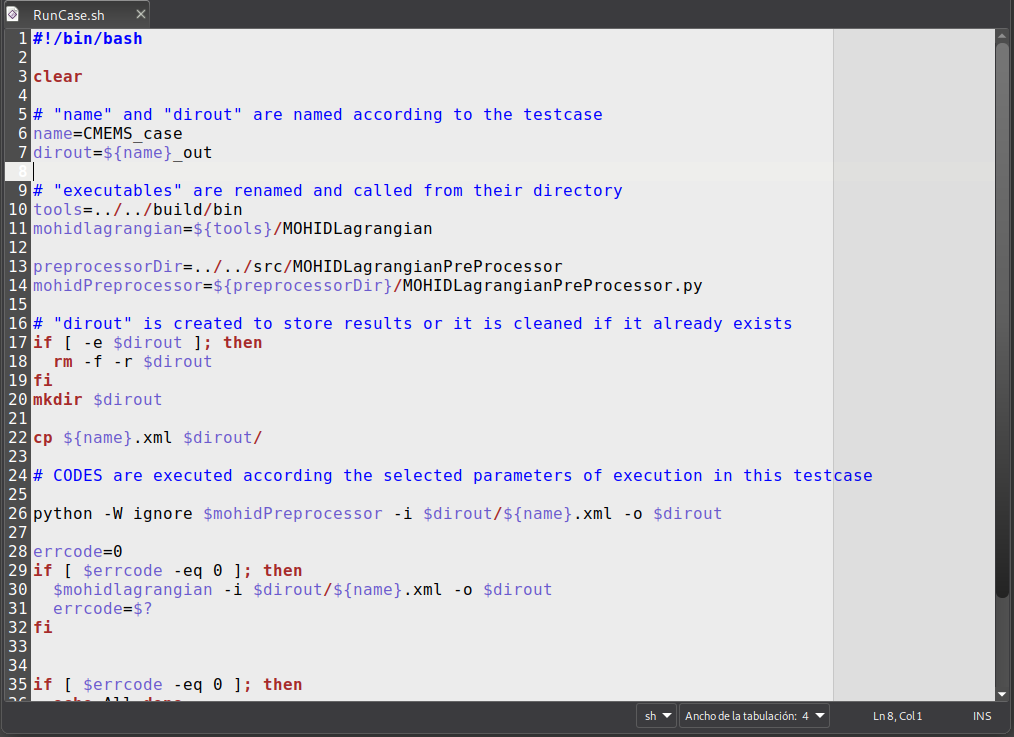 RunCase.sh
1 #!/bin/bash
2
3 clear
4
5 # "name" and "dirout" are named according to the testcase
6 name=CMEMS_case
7 dirout=${name}_out
8
9 # "executables" are renamed and called from their directory
10 tools=../../build/bin
11 mohidlagrangian=${tools}/MOHIDLagrangian
12
13 preprocessorDir=../../src/MOHIDLagrangianPreProcessor
14 mohidPreprocessor=${preprocessorDir}/MOHIDLagrangianPreProcessor.py
15
16 # "dirout" is created to store results or it is cleaned if it already exists
17 if [ -e $dirout ]; then
18   rm -f -r $dirout
19 fi
20 mkdir $dirout
21
22 cp ${name}.xml $dirout/
23
24 # CODES are executed according the selected parameters of execution in this testcase
25
26 python -W ignore $mohidPreprocessor -i $dirout/${name}.xml -o $dirout
27
28 errcode=0
29 if [ $errcode -eq 0 ]; then
30   $mohidlagrangian -i $dirout/${name}.xml -o $dirout
31   errcode=$?
32 fi
33
34
35 if [ $errcode -eq 0 ]; then
36   echo All done
sh Ancho de la tabulación: 4 Ln 8, Col 1 INS